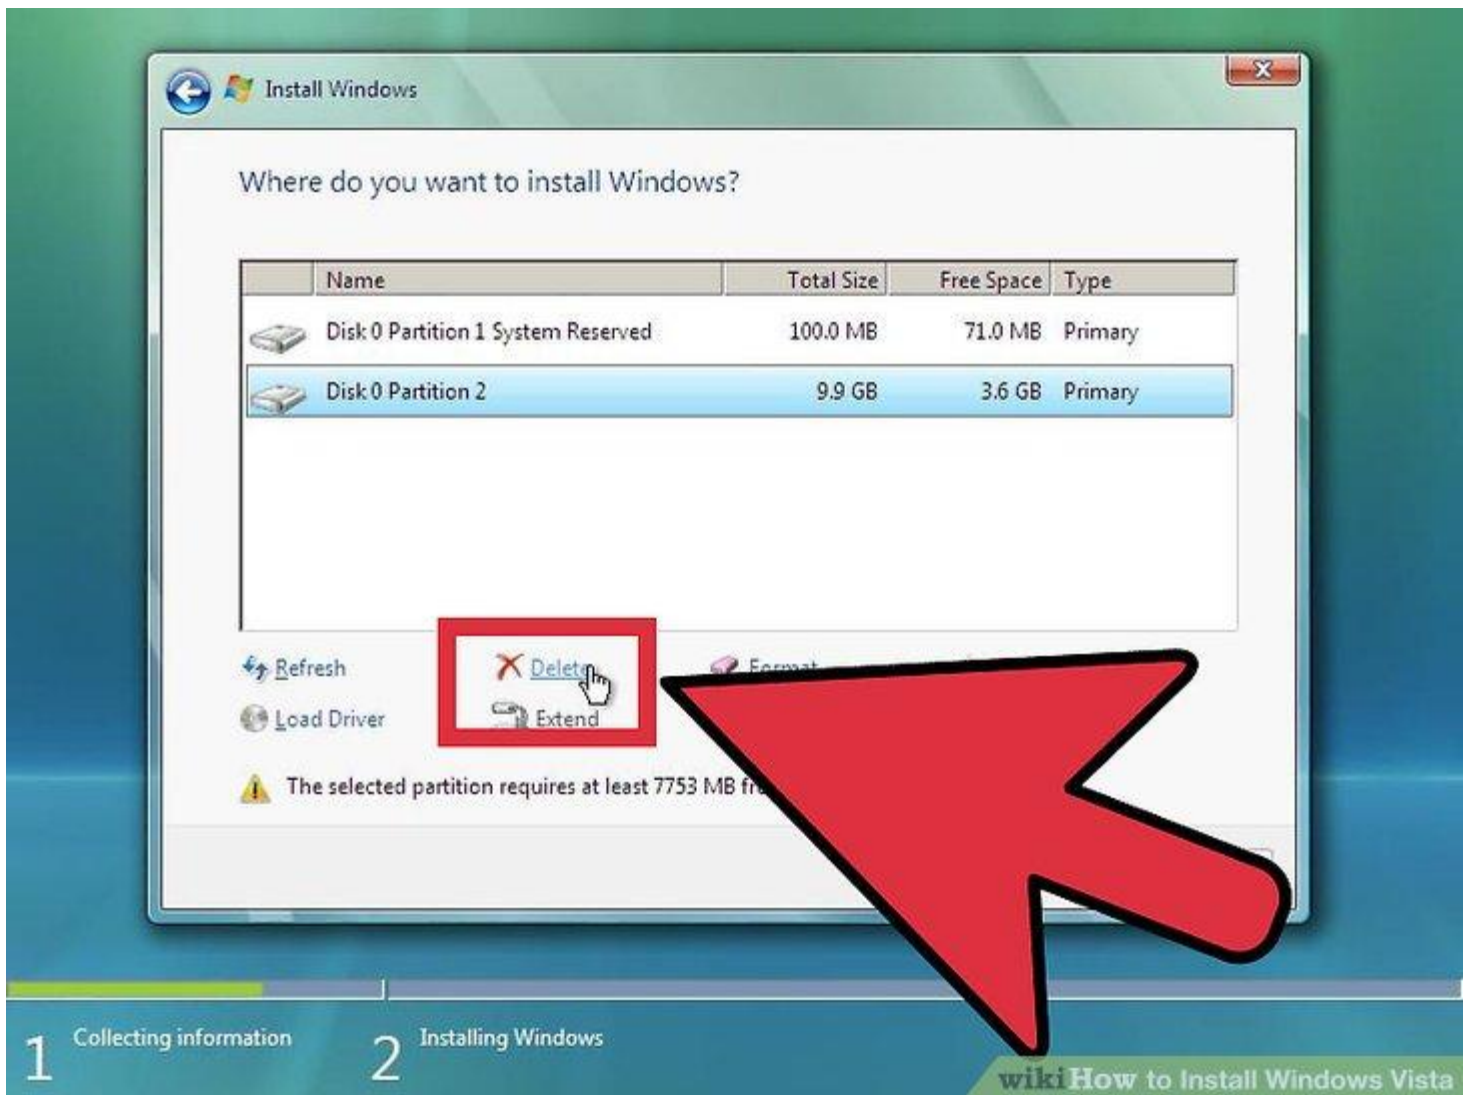 Install Windows
Where do you want to install Windows?
Name Total Size Free Space Type
Disk 0 Partition 1 System Reserved 100.0 MB 71.0 MB Primary
Disk 0 Partition 2 9.9 GB 3.6 GB Primary
Refresh Delete Format
Load Driver Extend
The selected partition requires at least 7753 MB
1 Collecting information 2 Installing Windows
wikiHow to Install Windows Vista